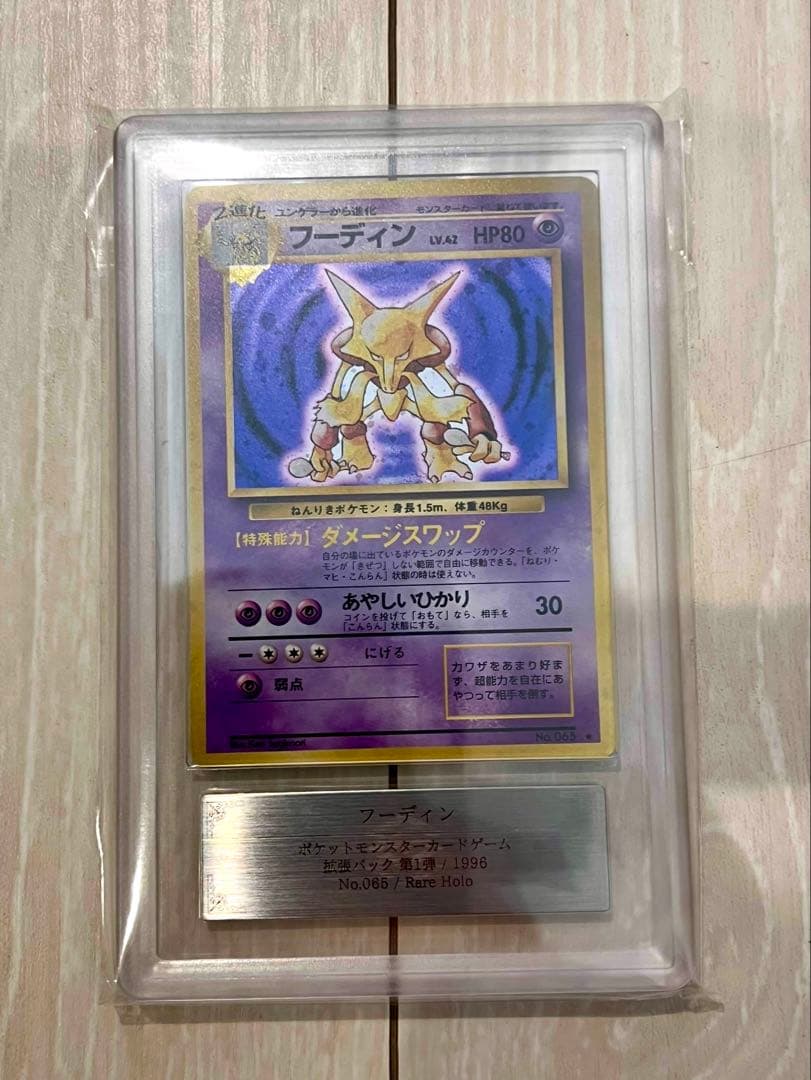 2進化 ユンゲラーから進化
フーディン LV.42 HP80
ねんりきポケモン：身長1.5m、体重48Kg
【特殊能力】ダメージスワップ
自分の場に出ているポケモンのダメージカウンターを、ポケ
モンが「きぜつ」しない範囲で自由に移動できる。「ねむり・
マヒ・こんらん」状態の時は使えない。
あやしいひかり 30
コインを投げて「おもて」なら、相手を
「こんらん」状態にする。
ー にげる
弱点
力ワザをあまり好ま
ず、超能力を自在にあ
やつって相手を倒す。
No. 065
フーディン
ポケットモンスターカードゲーム
拡張パック 第1弾 / 1996
No.065 / Rare Holo